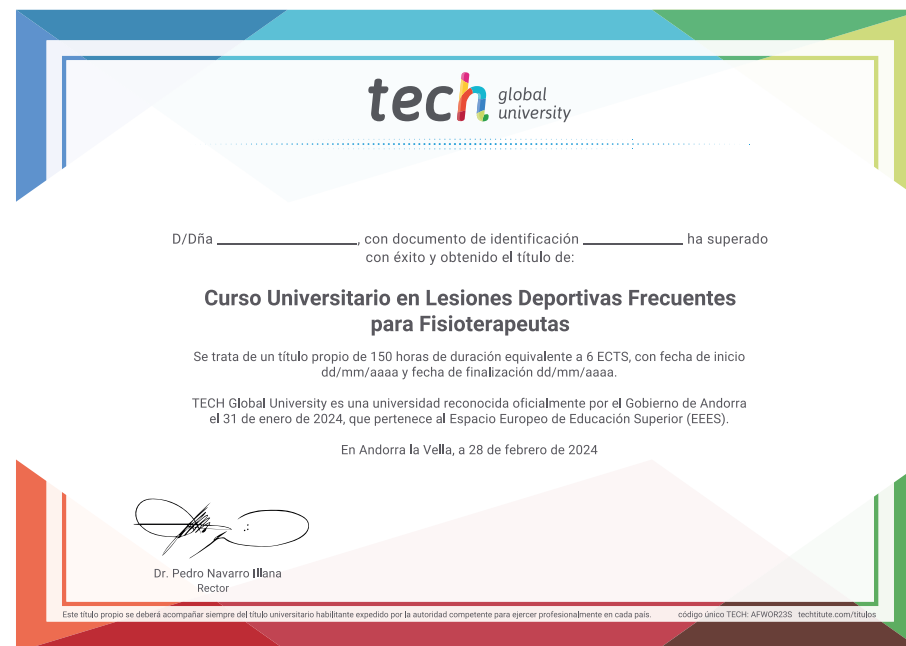 tech global university
D/Dña ____________________, con documento de identificación ______________ ha superado
con éxito y obtenido el título de:
Curso Universitario en Lesiones Deportivas Frecuentes
para Fisioterapeutas
Se trata de un título propio de 150 horas de duración equivalente a 6 ECTS, con fecha de inicio
dd/mm/aaaa y fecha de finalización dd/mm/aaaa.
TECH Global University es una universidad reconocida oficialmente por el Gobierno de Andorra
el 31 de enero de 2024, que pertenece al Espacio Europeo de Educación Superior (EEES).
En Andorra la Vella, a 28 de febrero de 2024
Dr. Pedro Navarro Illana
Rector
Este título propio se deberá acompañar siempre del título universitario habilitante expedido por la autoridad competente para ejercer profesionalmente en cada país. código único TECH: AFWOR23S techtitute.com/titulos